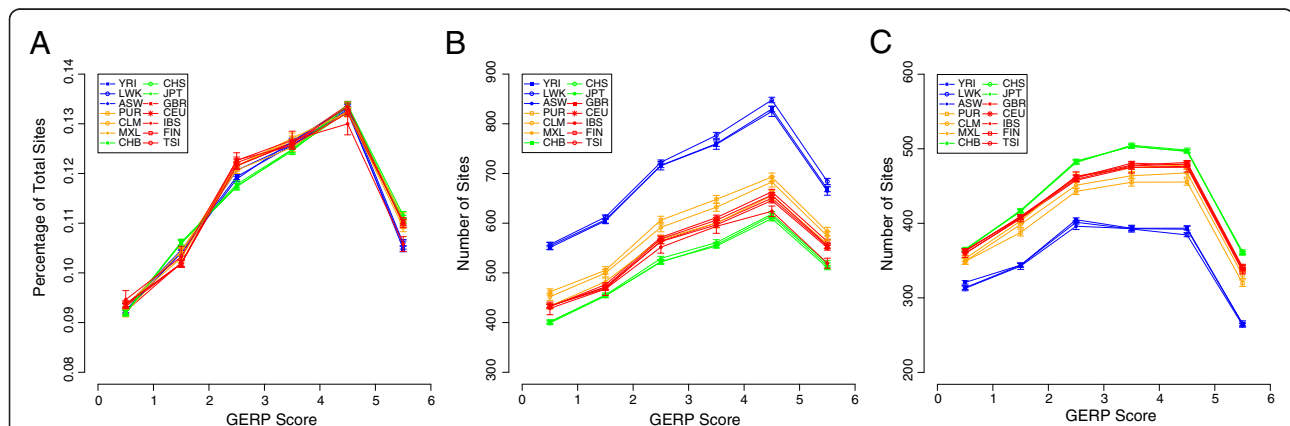 A
Percentage of Total Sites
0.14
0.13
0.12
0.11
0.10
0.09
0.08
YRI CHS
LWK JPT
ASW GBR
PUR CEU
CLM IBS
MXL FIN
CHB TSI
0 1 2 3 4 5 6
GERP Score
B
Number of Sites
900
800
700
600
500
400
300
YRI CHS
LWK JPT
ASW GBR
PUR CEU
CLM IBS
MXL FIN
CHB TSI
0 1 2 3 4 5 6
GERP Score
C
Number of Sites
600
500
400
300
200
YRI CHS
LWK JPT
ASW GBR
PUR CEU
CLM IBS
MXL FIN
CHB TSI
0 1 2 3 4 5 6
GERP Score